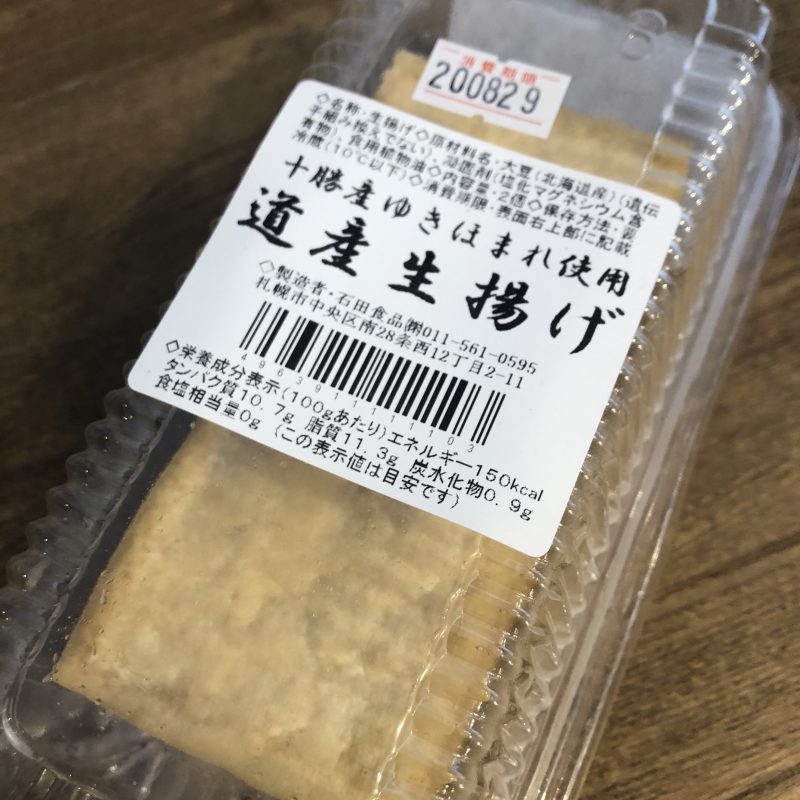 消費期限
200829
◇名称・生揚げ◇原材料名・大豆(北海道産)(遺伝
子組み換えでない)、凝固剤(塩化マグネシウム含
有物)、食用植物油◇内容量・2個◇保存方法・要
冷蔵(10℃以下)◇消費期限・表面右上部に記載
十勝産ゆきほまれ使用
道産生揚げ
◇製造者・石田食品㈱011-561-0595
札幌市中央区南28条西12丁目2-11
4963911111103
◇栄養成分表示(100gあたり)エネルギー150kcal
タンパク質10.7g 脂質11.3g 炭水化物0.9g
食塩相当量0g (この表示値は目安です)